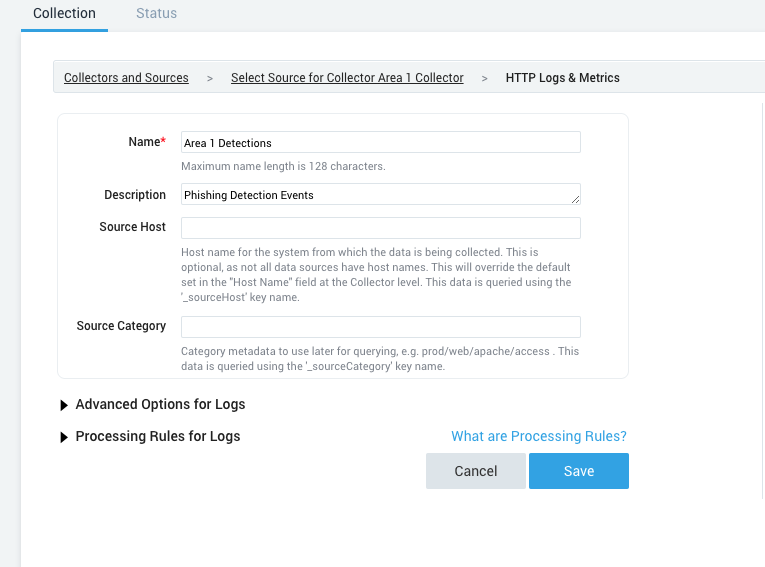 Collection Status
Collectors and Sources > Select Source for Collector Area 1 Collector > HTTP Logs & Metrics
Name* Area 1 Detections
Maximum name length is 128 characters.
Description Phishing Detection Events
Source Host
Host name for the system from which the data is being collected. This is
optional, as not all data sources have host names. This will override the default
set in the "Host Name" field at the Collector level. This data is queried using the
'_sourceHost' key name.
Source Category
Category metadata to use later for querying, e.g. prod/web/apache/access . This
data is queried using the '_sourceCategory' key name.
Advanced Options for Logs
Processing Rules for Logs What are Processing Rules?
Cancel Save